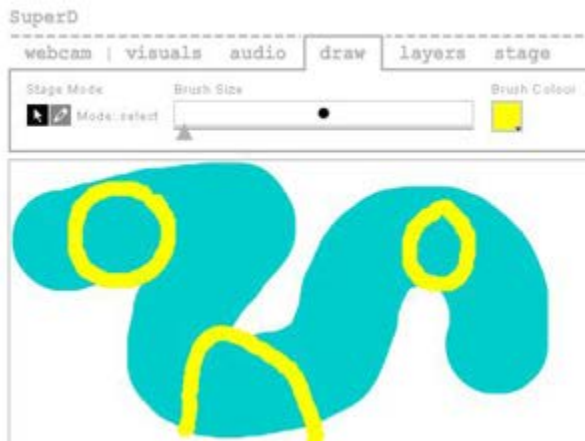 SuperD
webcam | visuals audio draw layers stage
Stage Mode Brush Size Brush Colour
Mode: select